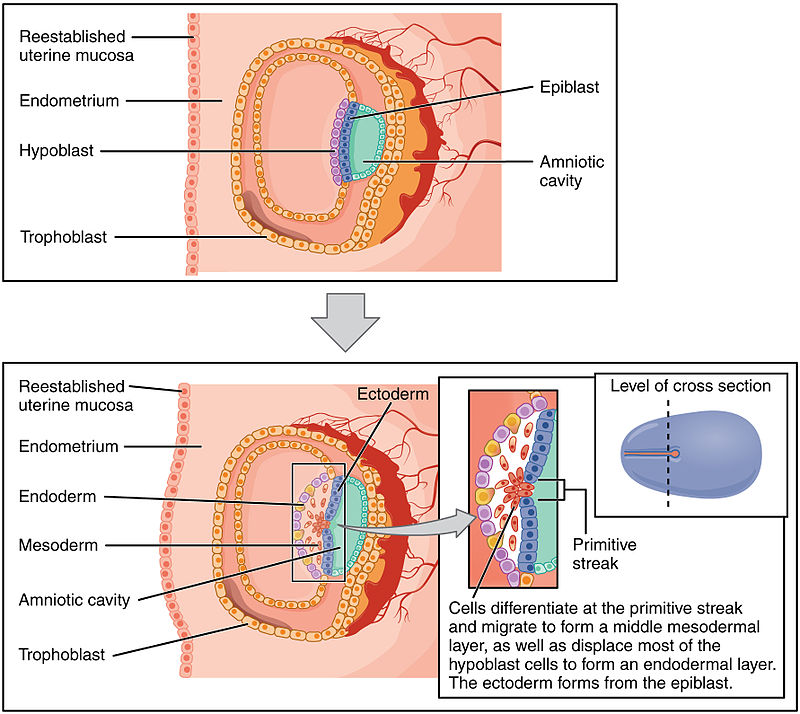 Reestablished
uterine mucosa
Endometrium
Hypoblast
Trophoblast
Epiblast
Amniotic
cavity
Reestablished
uterine mucosa
Endometrium
Endoderm
Mesoderm
Amniotic cavity
Trophoblast
Ectoderm
Level of cross section
Primitive
streak
Cells differentiate at the primitive streak
and migrate to form a middle mesodermal
layer, as well as displace most of the
hypoblast cells to form an endodermal layer.
The ectoderm forms from the epiblast.